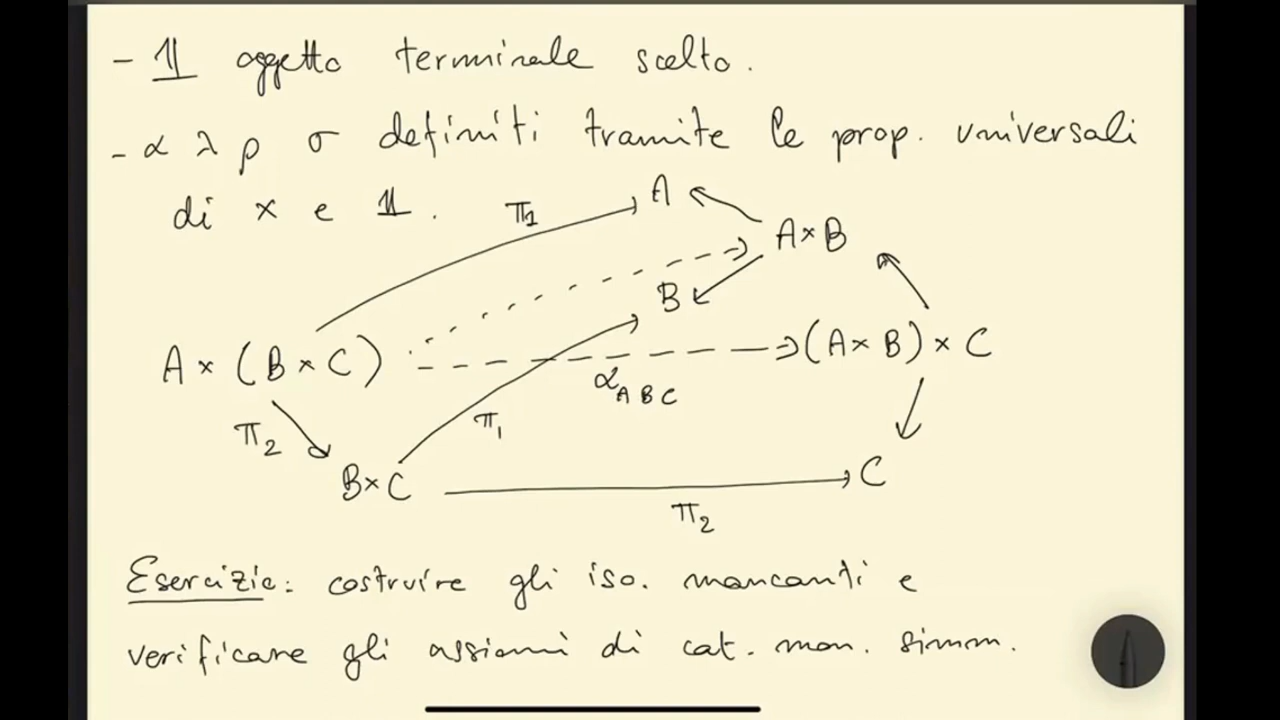 - 𝟙 oggetto terminale scelto.
- α λ ρ σ definiti tramite le prop. universali
di × e 𝟙.
π1
A
A × B
B
A × (B × C)
(A × B) × C
α A B C
π2
π1
B × C
C
π2
Esercizio: costruire gli iso. mancanti e
verificare gli assiomi di cat. mon. simm.